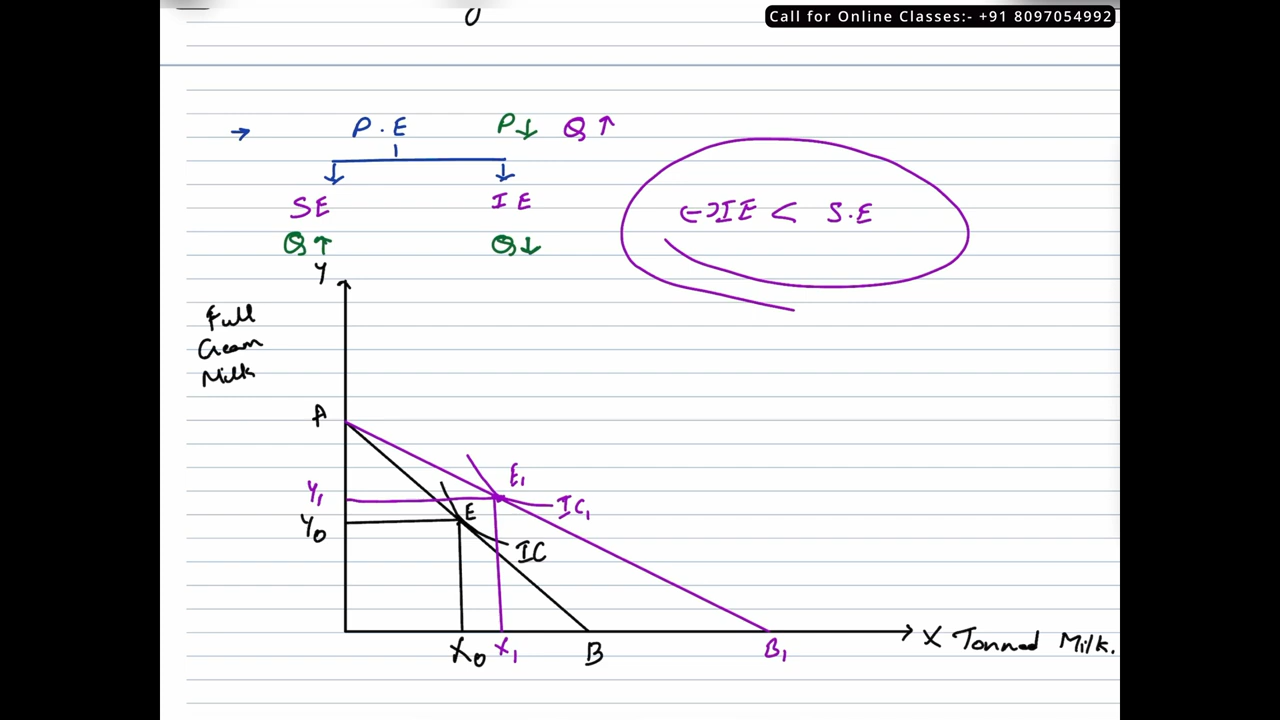 Call for Online Classes:- +91 8097054992
→ P.E P↓ Q↑
SE IE (-)IE < S.E
Q↑ Q↓
Y
Full
Cream
Milk
A
E₁
Y₁ IC₁
E
Y₀ IC
X₀ X₁ B B₁ X Tonned Milk.